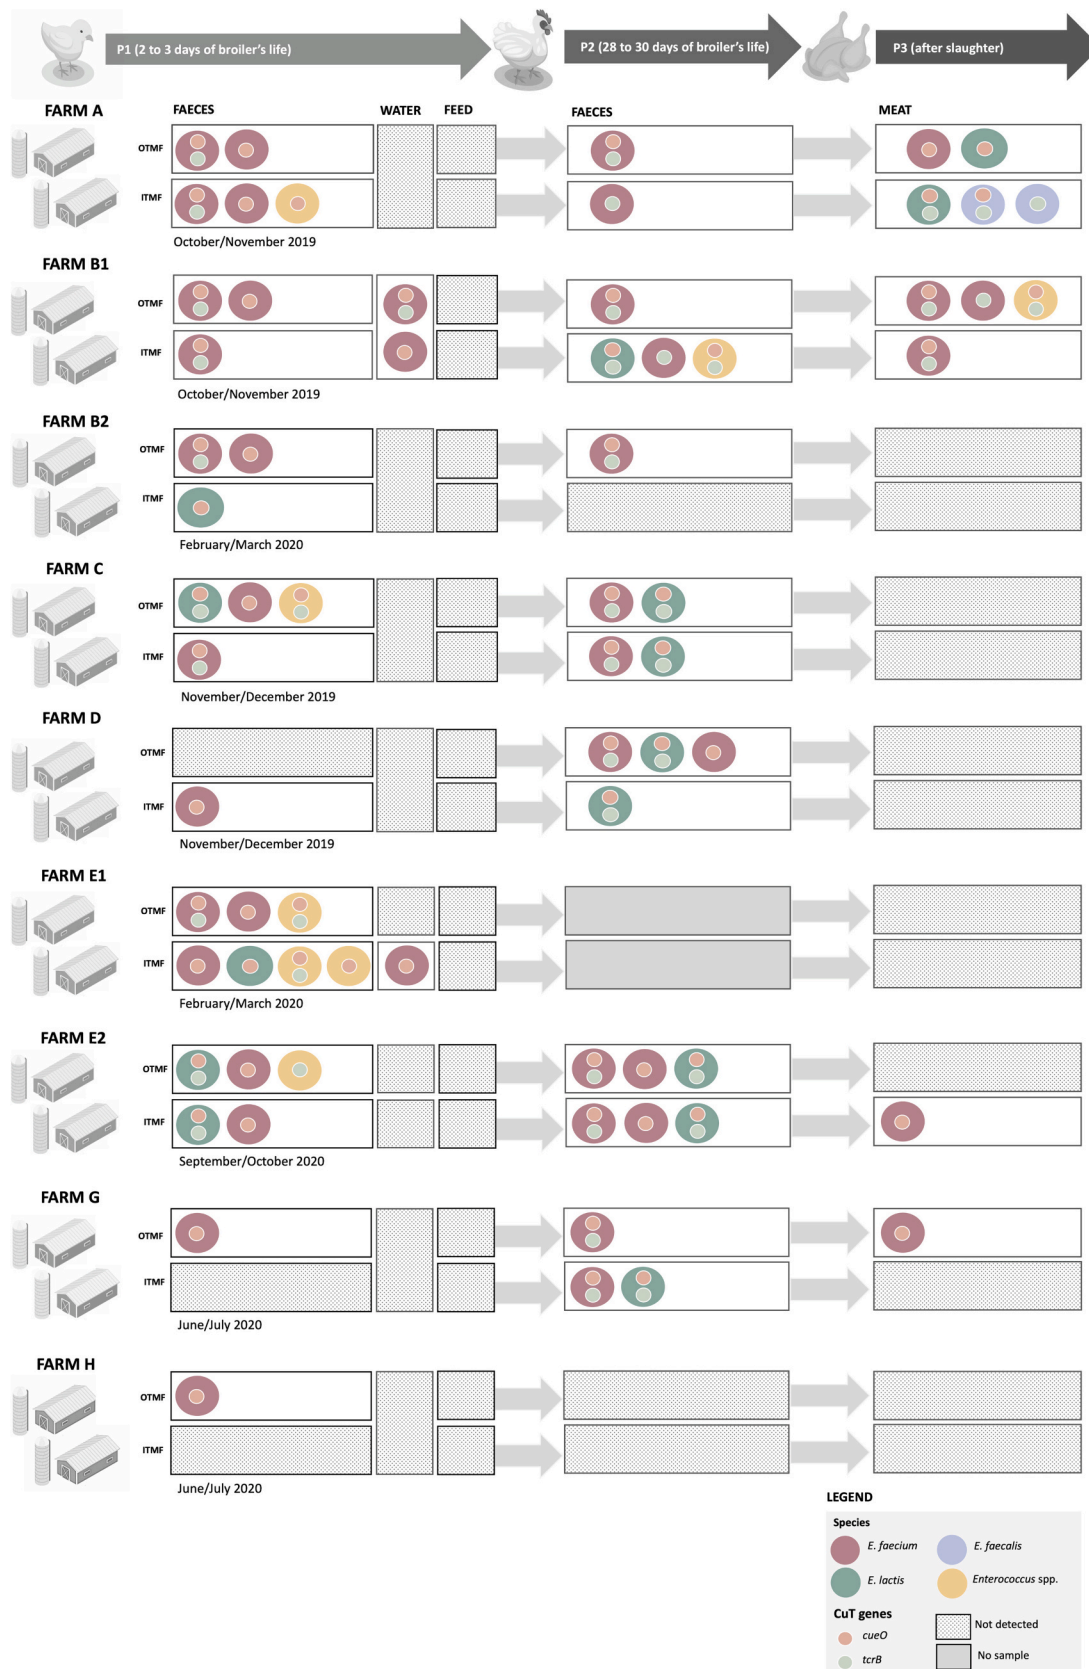 P1 (2 to 3 days of broiler's life)
P2 (28 to 30 days of broiler's life)
P3 (after slaughter)
FARM A
FAECES
WATER
FEED
FAECES
MEAT
OTMF
ITMF
October/November 2019
FARM B1
OTMF
ITMF
October/November 2019
FARM B2
OTMF
ITMF
February/March 2020
FARM C
OTMF
ITMF
November/December 2019
FARM D
OTMF
ITMF
November/December 2019
FARM E1
OTMF
ITMF
February/March 2020
FARM E2
OTMF
ITMF
September/October 2020
FARM G
OTMF
ITMF
June/July 2020
FARM H
OTMF
ITMF
June/July 2020
LEGEND
Species
E. faecium
E. faecalis
E. lactis
Enterococcus spp.
CuT genes
Not detected
cueO
No sample
tcrB